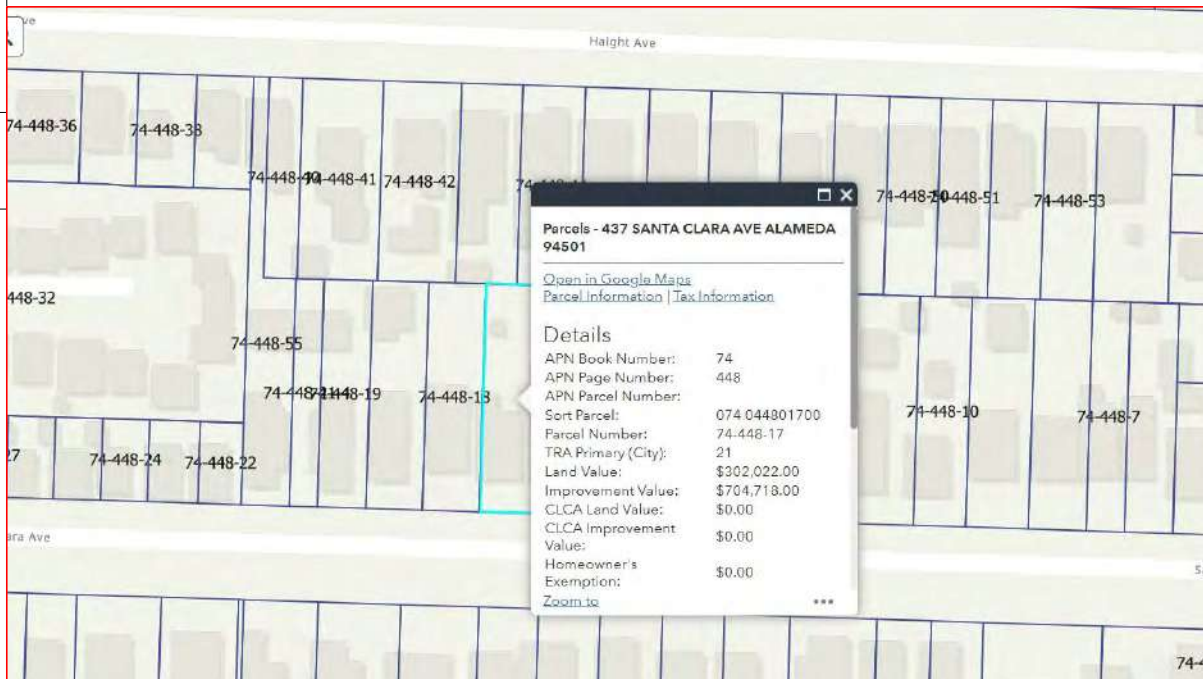 ve
Haight Ave
74-448-36
74-448-38
74-448-41
74-448-42
74-448-51
74-448-53
448-32
74-448-55
74-448-19
74-448-18
74-448-10
74-448-7
27
74-448-24
74-448-22
ara Ave
Parcels - 437 SANTA CLARA AVE ALAMEDA
94501
Open in Google Maps
Parcel Information | Tax Information
Details
APN Book Number: 74
APN Page Number: 448
APN Parcel Number:
Sort Parcel: 074 044801700
Parcel Number: 74-448-17
TRA Primary (City): 21
Land Value: $302,022.00
Improvement Value: $704,718.00
CLCA Land Value: $0.00
CLCA Improvement
Value: $0.00
Homeowner's
Exemption: $0.00
Zoom to
S
74-4